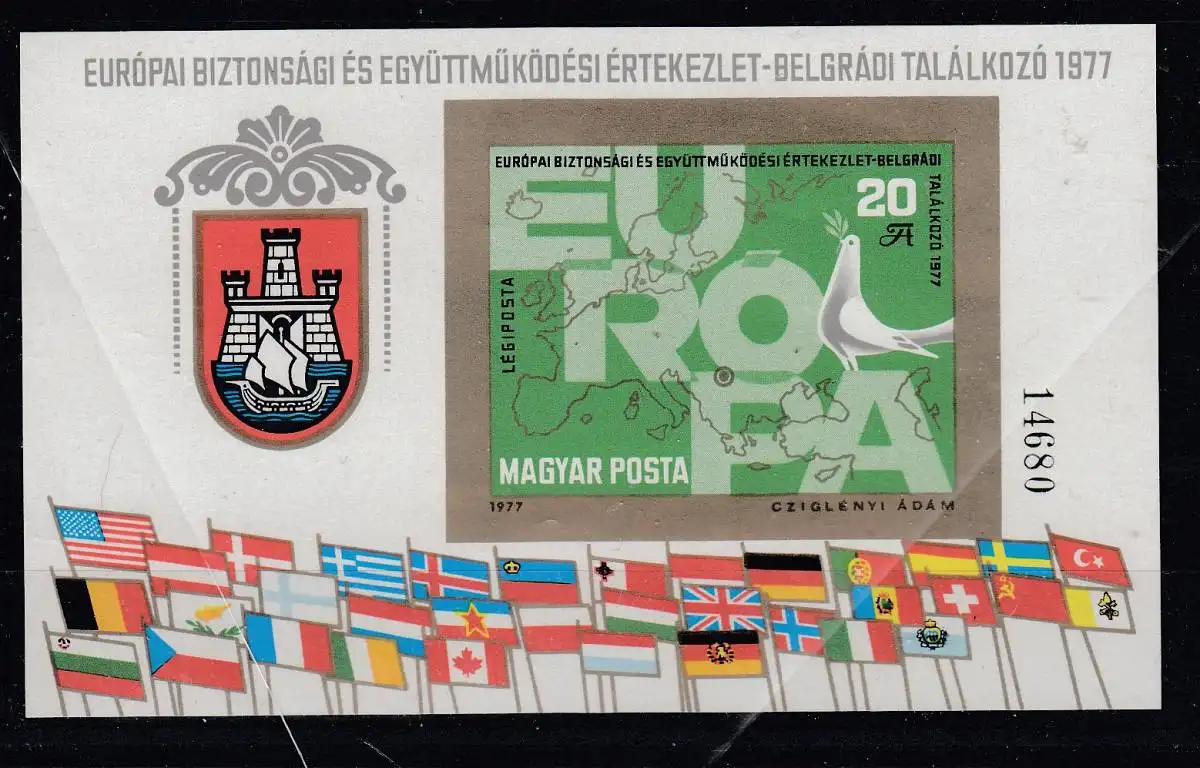 EURÓPAI BIZTONSÁGI ÉS EGYÜTTMŰKÖDÉSI ÉRTEKEZLET-BELGRÁDI TALÁLKOZÓ 1977
EURÓPAI BIZTONSÁGI ÉS EGYÜTTMŰKÖDÉSI ÉRTEKEZLET-BELGRÁDI
TALÁLKOZÓ 1977
20 Ft
EU
RÓ
PA
LÉGIPOSTA
MAGYAR POSTA
1977
CZIGLÉNYI ÁDÁM
14680